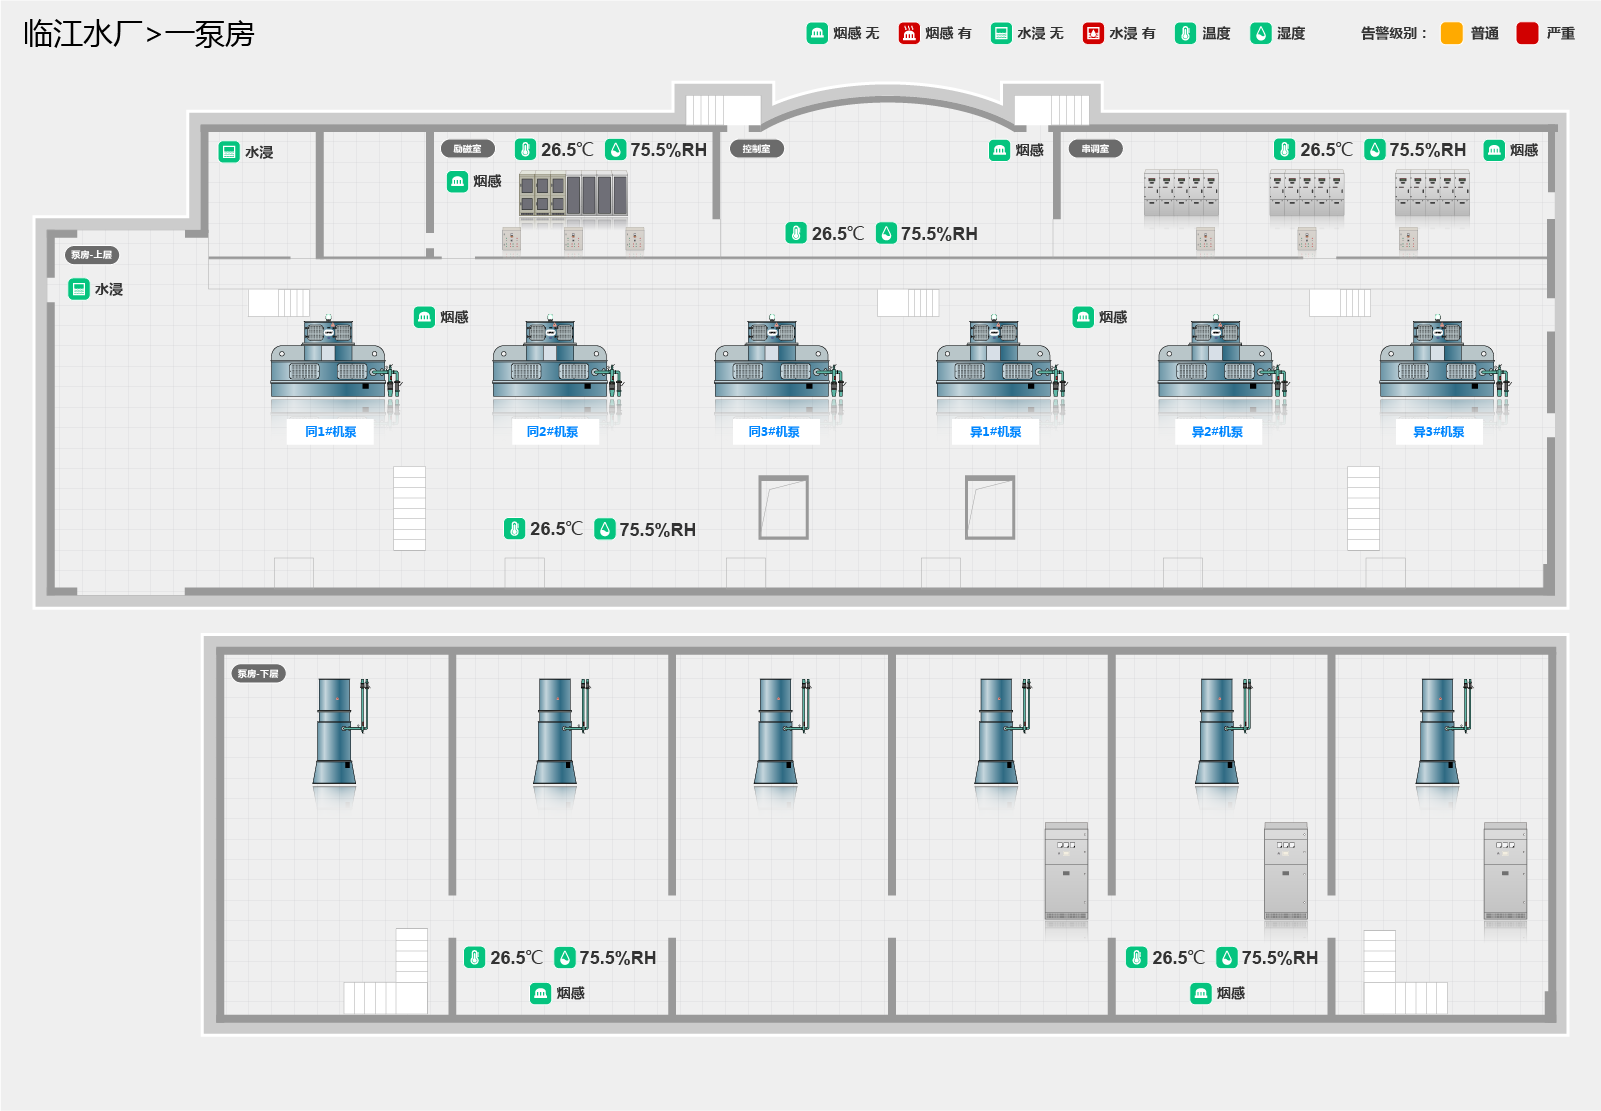 临江水厂>一泵房
烟感 无 烟感 有 水浸 无 水浸 有 温度 湿度 告警级别： 普通 严重
水浸
励磁室 26.5℃ 75.5%RH
烟感
控制室 烟感
26.5℃ 75.5%RH
串调室 26.5℃ 75.5%RH 烟感
泵房-上层
水浸
烟感 烟感
同1#机泵 同2#机泵 同3#机泵 异1#机泵 异2#机泵 异3#机泵
26.5℃ 75.5%RH
泵房-下层
26.5℃ 75.5%RH 26.5℃ 75.5%RH
烟感 烟感